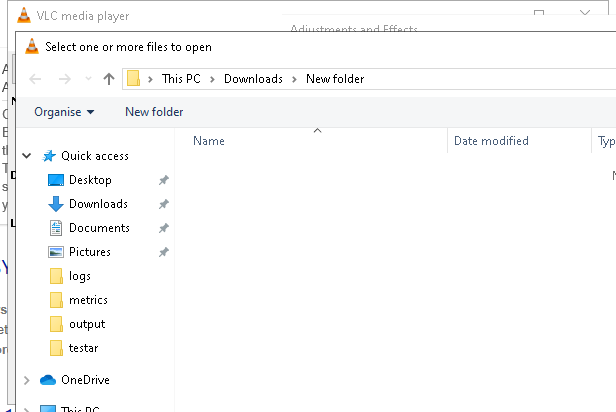 VLC media player
Adjustments and Effects
Select one or more files to open
This PC > Downloads > New folder
Organise New folder
Name Date modified Typ
Quick access
Desktop
Downloads
Documents
Pictures
logs
metrics
output
testar
OneDrive
This PC